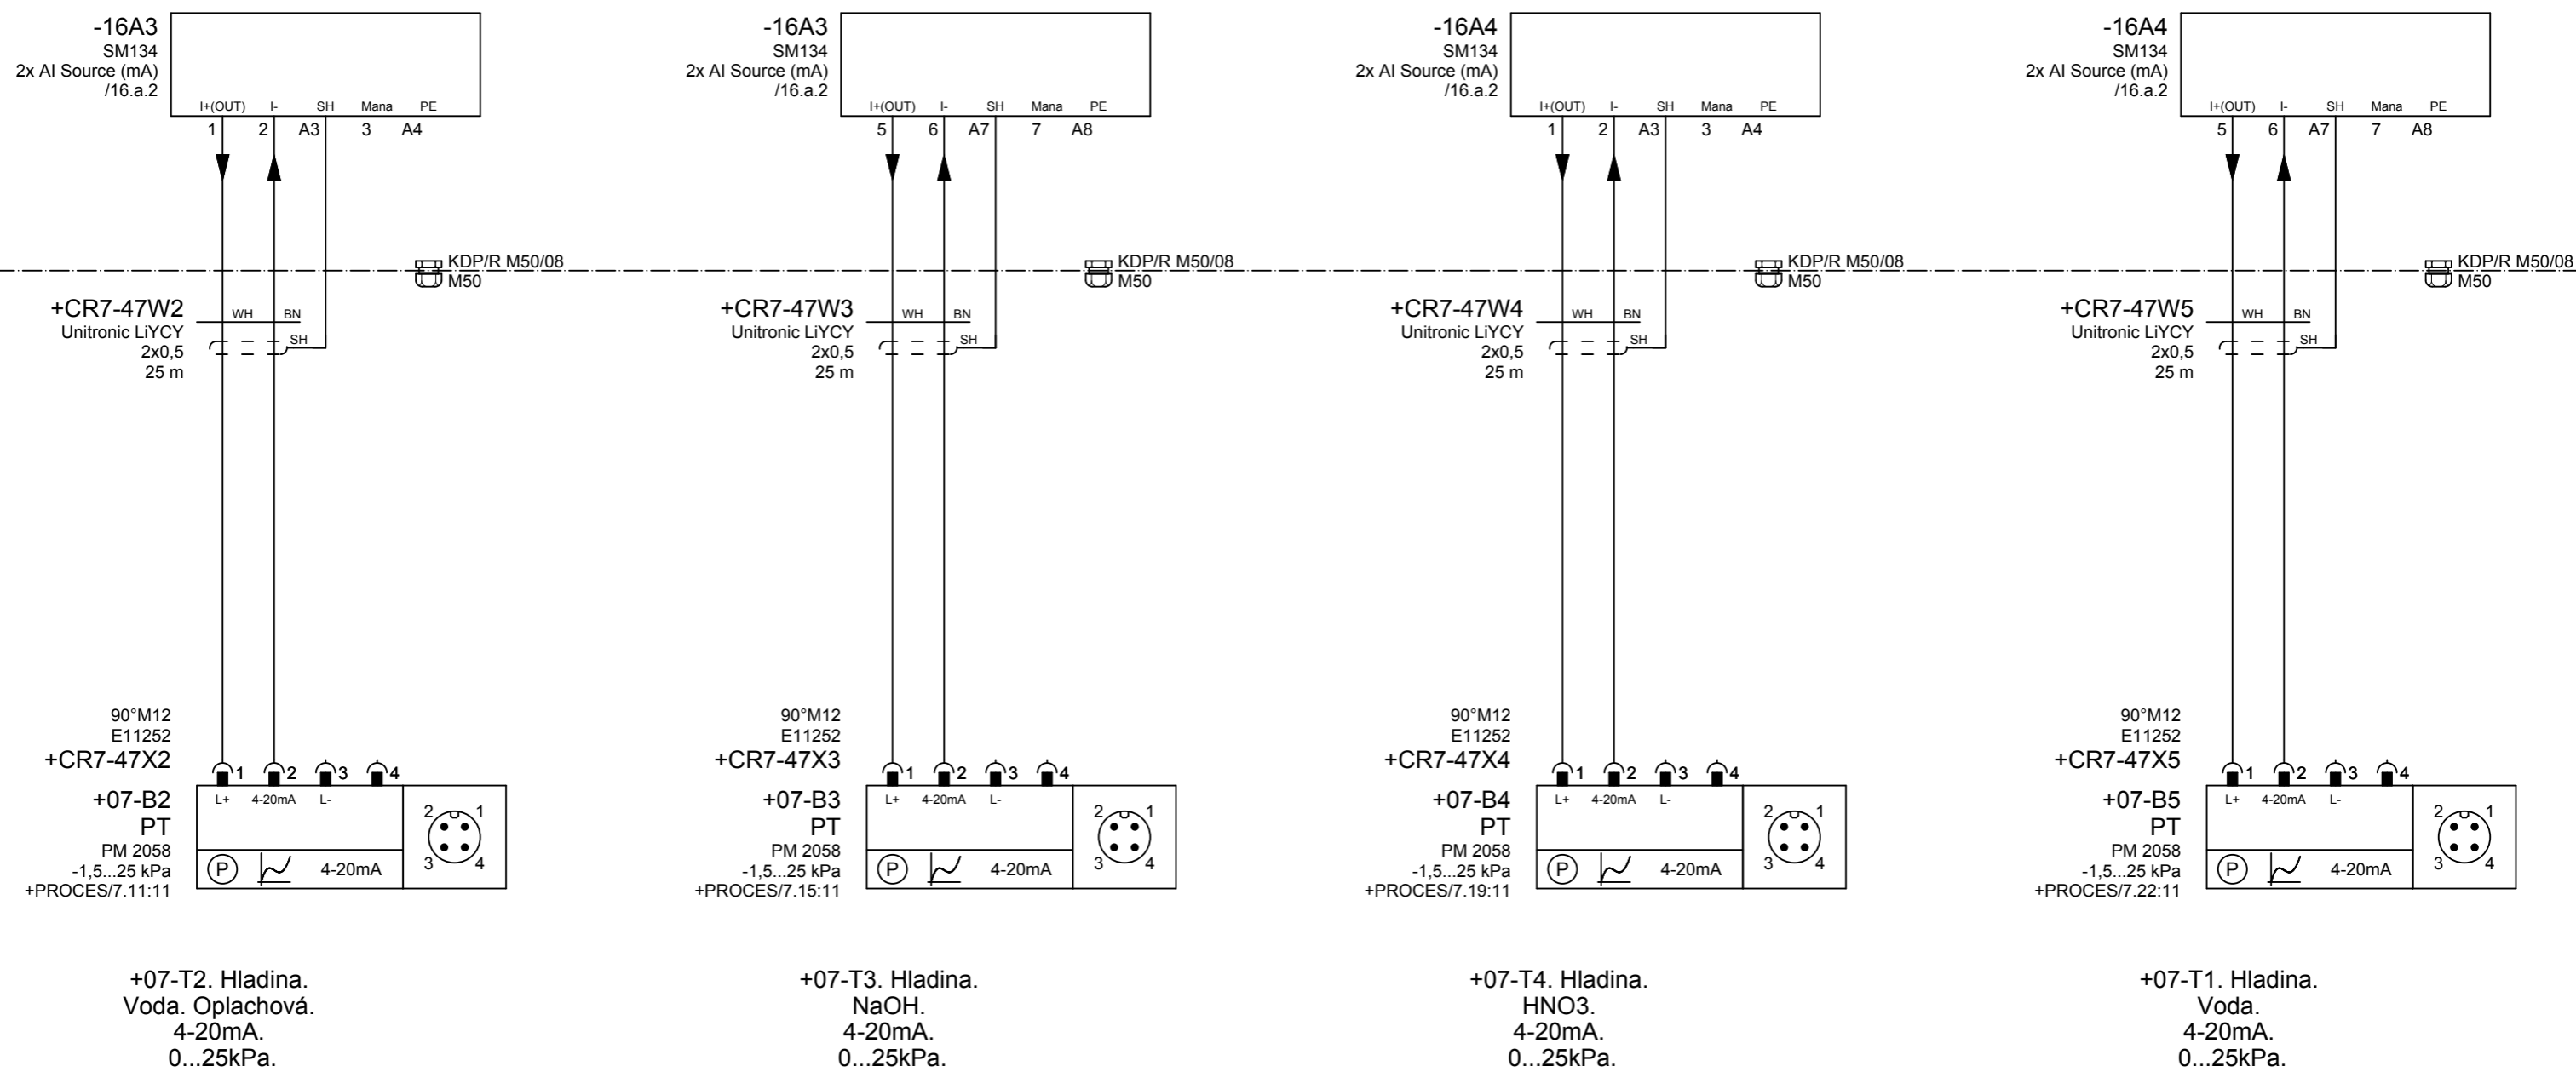 -16A3
SM134
2x AI Source (mA)
/16.a.2
I+(OUT) I- SH Mana PE
1 2 A3 3 A4
-16A3
SM134
2x AI Source (mA)
/16.a.2
I+(OUT) I- SH Mana PE
5 6 A7 7 A8
-16A4
SM134
2x AI Source (mA)
/16.a.2
I+(OUT) I- SH Mana PE
1 2 A3 3 A4
-16A4
SM134
2x AI Source (mA)
/16.a.2
I+(OUT) I- SH Mana PE
5 6 A7 7 A8
KDP/R M50/08
M50
KDP/R M50/08
M50
KDP/R M50/08
M50
KDP/R M50/08
M50
+CR7-47W2
Unitronic LiYCY
2x0,5
25 m
WH BN
SH
+CR7-47W3
Unitronic LiYCY
2x0,5
25 m
WH BN
SH
+CR7-47W4
Unitronic LiYCY
2x0,5
25 m
WH BN
SH
+CR7-47W5
Unitronic LiYCY
2x0,5
25 m
WH BN
SH
90°M12
E11252
+CR7-47X2
1 2 3 4
+07-B2
PT
PM 2058
-1,5...25 kPa
+PROCES/7.11:11
L+ 4-20mA L-
P 4-20mA
2 1
3 4
90°M12
E11252
+CR7-47X3
1 2 3 4
+07-B3
PT
PM 2058
-1,5...25 kPa
+PROCES/7.15:11
L+ 4-20mA L-
P 4-20mA
2 1
3 4
90°M12
E11252
+CR7-47X4
1 2 3 4
+07-B4
PT
PM 2058
-1,5...25 kPa
+PROCES/7.19:11
L+ 4-20mA L-
P 4-20mA
2 1
3 4
90°M12
E11252
+CR7-47X5
1 2 3 4
+07-B5
PT
PM 2058
-1,5...25 kPa
+PROCES/7.22:11
L+ 4-20mA L-
P 4-20mA
2 1
3 4
+07-T2. Hladina.
Voda. Oplachová.
4-20mA.
0...25kPa.
+07-T3. Hladina.
NaOH.
4-20mA.
0...25kPa.
+07-T4. Hladina.
HNO3.
4-20mA.
0...25kPa.
+07-T1. Hladina.
Voda.
4-20mA.
0...25kPa.